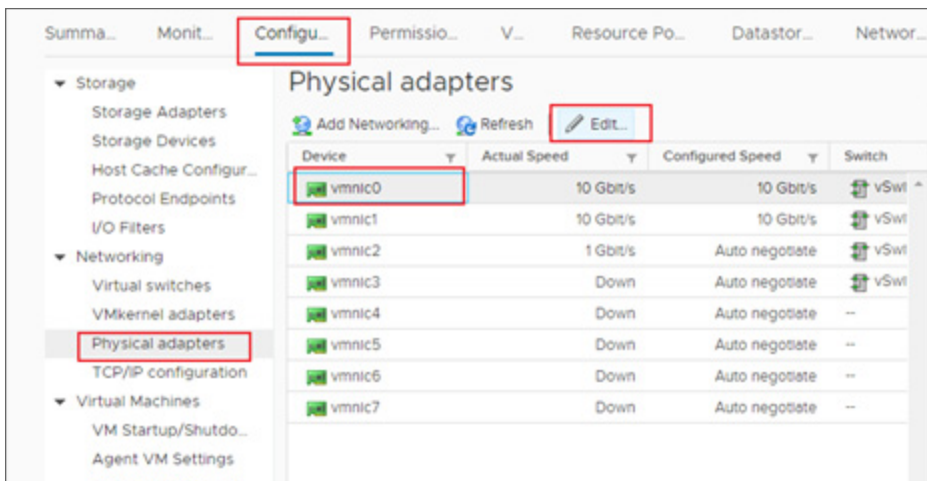 Summa... Monit... Configu... Permissio... V... Resource Po... Datastor... Networ...
Storage
Storage Adapters
Storage Devices
Host Cache Configur...
Protocol Endpoints
I/O Filters
Networking
Virtual switches
VMkernel adapters
Physical adapters
TCP/IP configuration
Virtual Machines
VM Startup/Shutdo...
Agent VM Settings
Physical adapters
Add Networking... Refresh Edit...
Device Actual Speed Configured Speed Switch
vmnic0 10 Gbit/s 10 Gbit/s vSwi
vmnic1 10 Gbit/s 10 Gbit/s vSwi
vmnic2 1 Gbit/s Auto negotiate vSwi
vmnic3 Down Auto negotiate vSwi
vmnic4 Down Auto negotiate --
vmnic5 Down Auto negotiate --
vmnic6 Down Auto negotiate --
vmnic7 Down Auto negotiate --